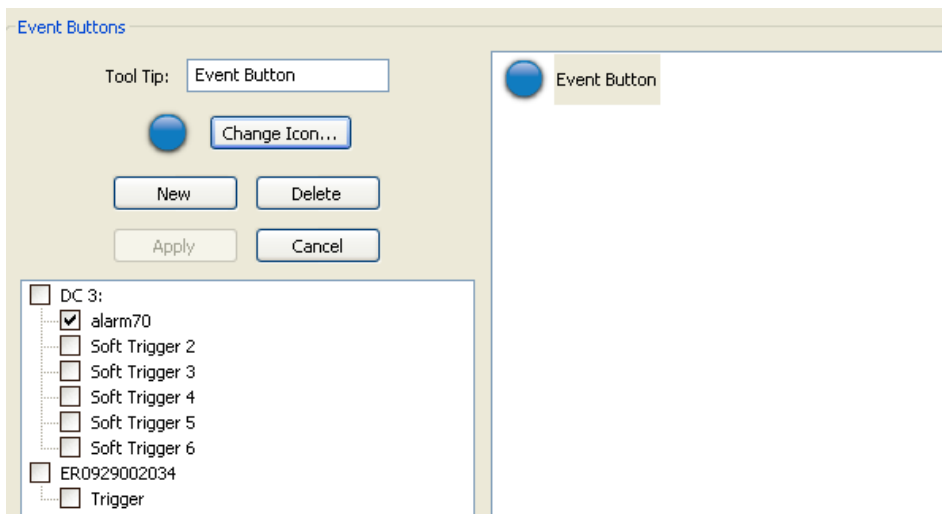 Event Buttons
Tool Tip: Event Button
Change Icon...
New Delete
Apply Cancel
DC 3:
alarm70
Soft Trigger 2
Soft Trigger 3
Soft Trigger 4
Soft Trigger 5
Soft Trigger 6
ER0929002034
Trigger
Event Button